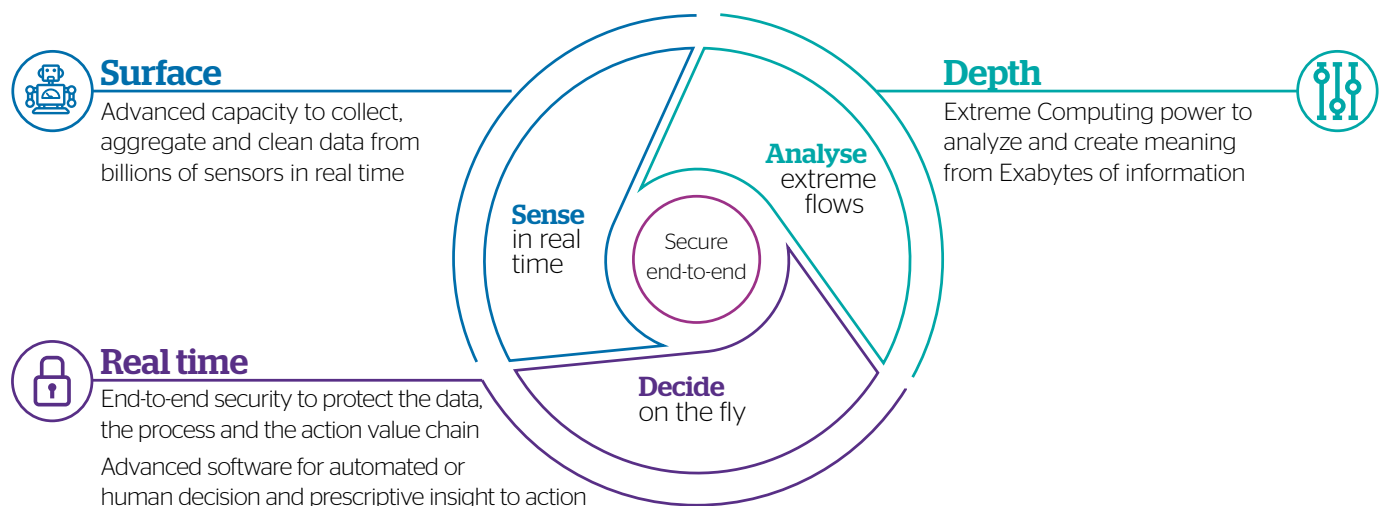 Surface
Advanced capacity to collect,
aggregate and clean data from
billions of sensors in real time
Depth
Extreme Computing power to
analyze and create meaning
from Exabytes of information
Analyse
extreme
flows
Sense
in real
time
Secure
end-to-end
Decide
on the fly
Real time
End-to-end security to protect the data,
the process and the action value chain
Advanced software for automated or
human decision and prescriptive insight to action